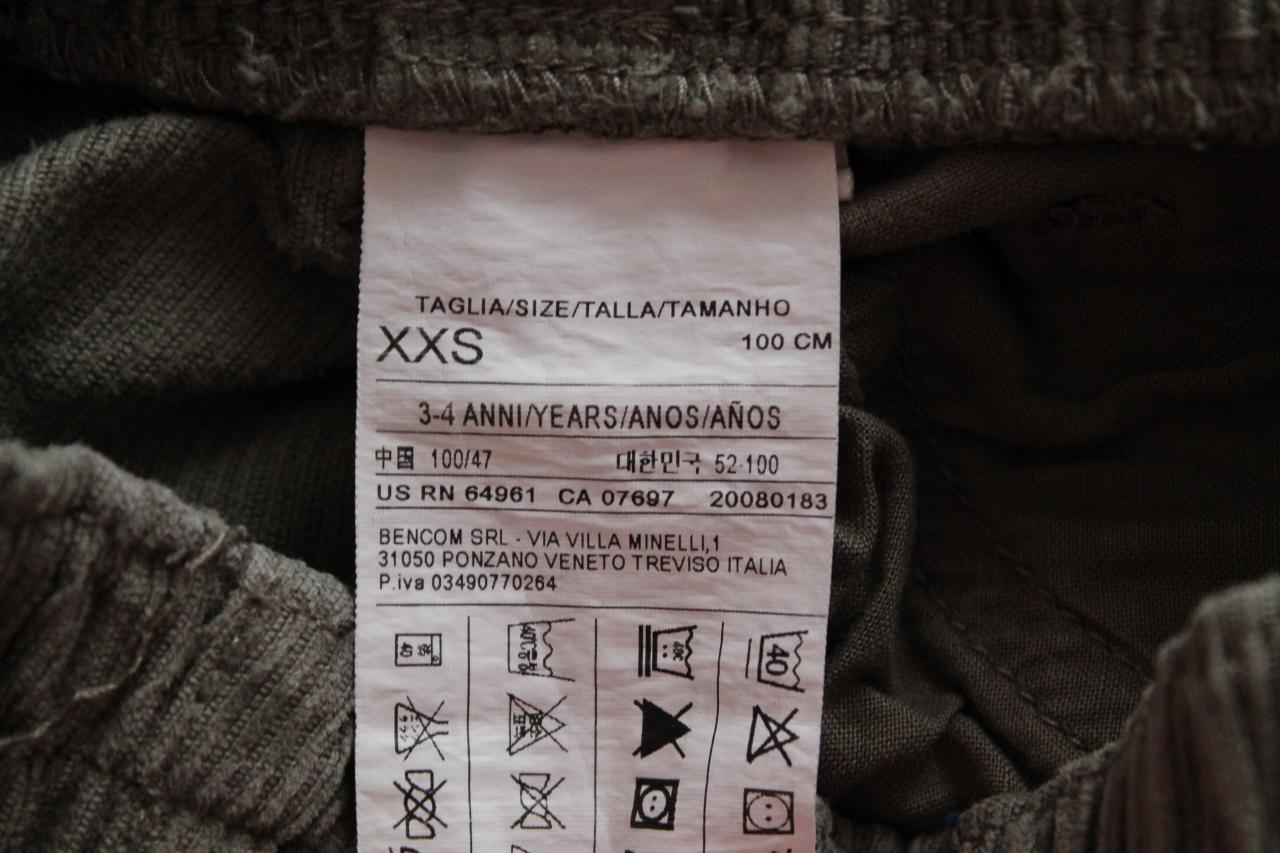 TAGLIA/SIZE/TALLA/TAMANHO
XXS 100 CM
3-4 ANNI/YEARS/ANOS/AÑOS
中国 100/47 대한민국 52-100
US RN 64961 CA 07697 20080183
BENCOM SRL - VIA VILLA MINELLI,1
31050 PONZANO VENETO TREVISO ITALIA
P.iva 03490770264
40 40